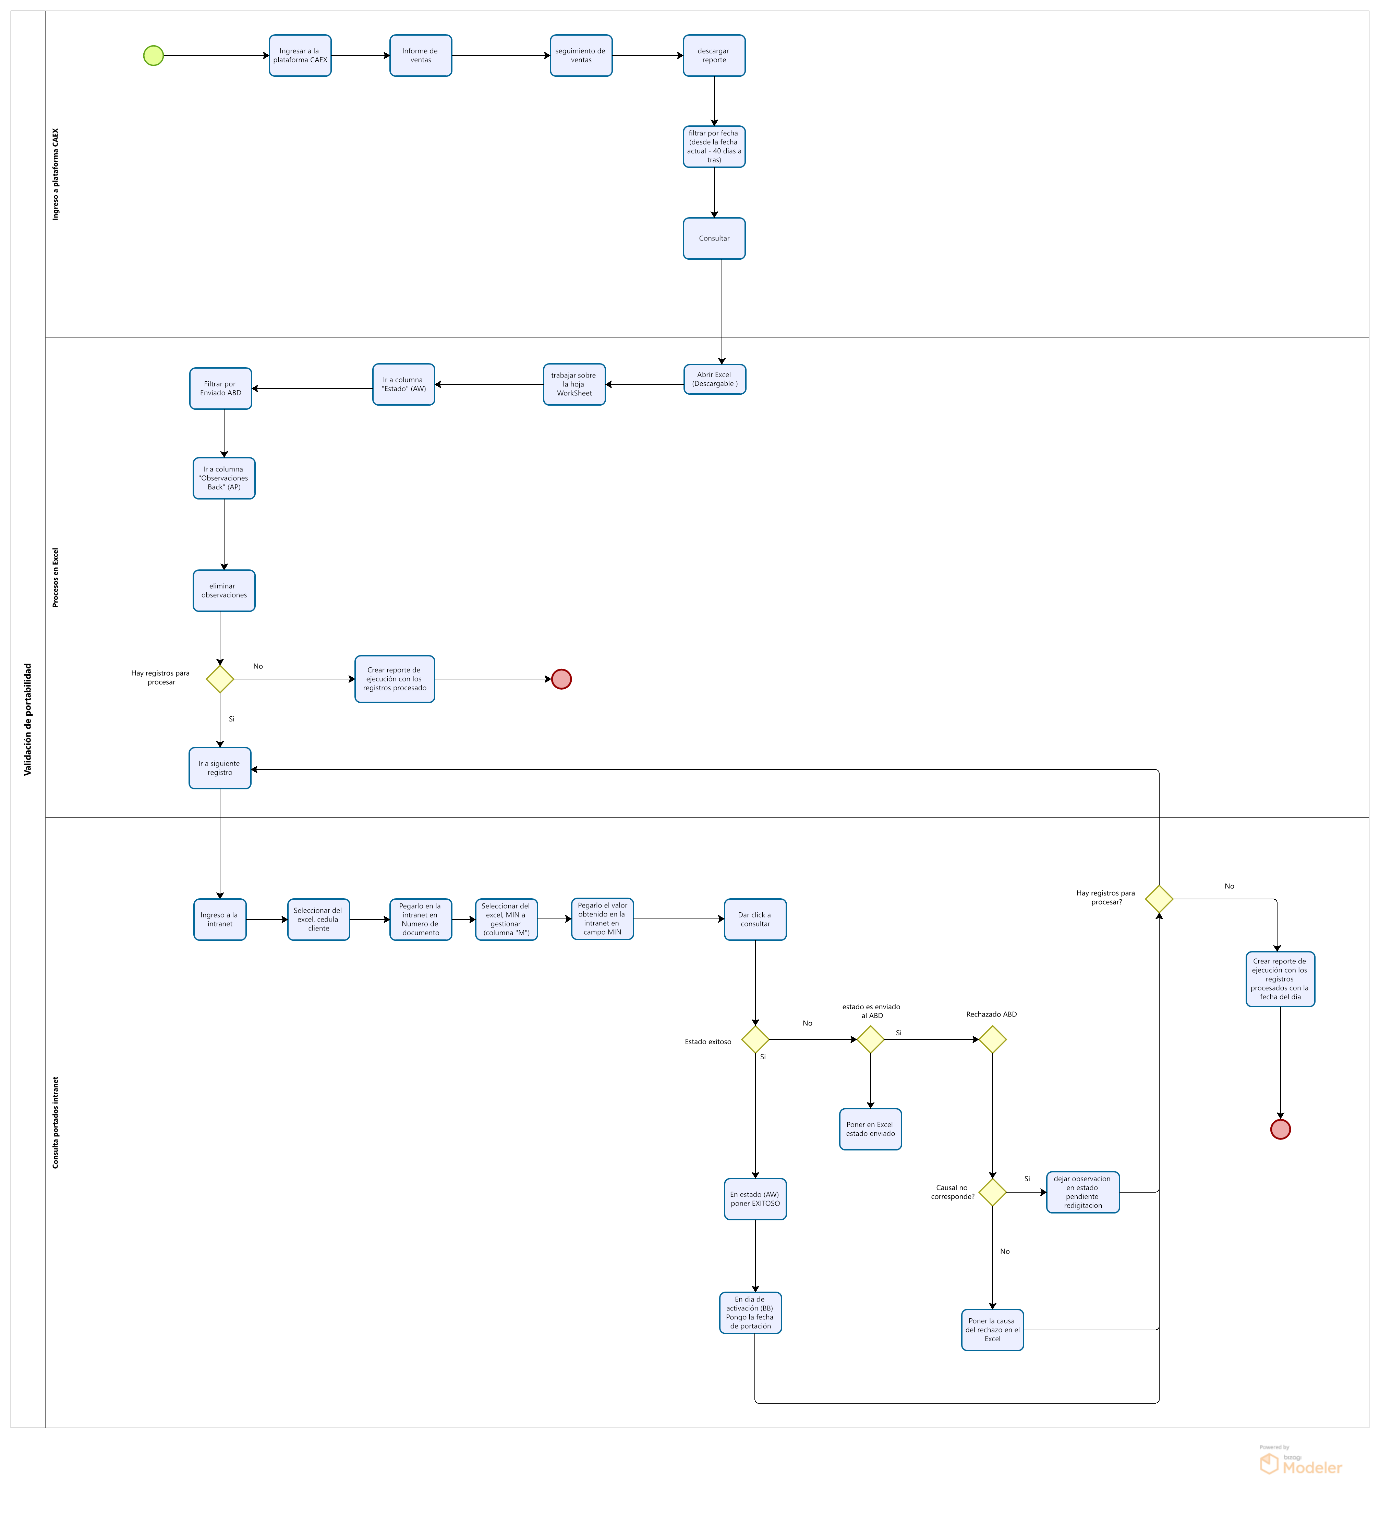 Validación de portabilidad
Ingreso a plataforma CAEX
Ingresar a la
plataforma CAEX
Informe de
ventas
seguimiento de
ventas
descargar
reporte
filtrar por fecha
(desde la fecha
actual - 40 dias a
tras)
Consultar
Procesos en Excel
Abrir Excel
(Descargable )
trabajar sobre
la hoja
WorkSheet
Ir a columna
"Estado" (AW)
Filtrar por
Enviado ABD
Ir a columna
"Observaciones
Back" (AP)
eliminar
observaciones
Hay registros para
procesar
No
Crear reporte de
ejecución con los
registros procesado
Si
Ir a siguiente
registro
Consulta portados intranet
Ingreso a la
intranet
Seleccionar del
excel, cedula
cliente
Pegarlo en la
intranet en
Numero de
documento
Seleccionar del
excel, MIN a
gestionar
(columna "M")
Pegarlo el valor
obtenido en la
intranet en
campo MIN
Dar click a
consultar
Hay registros para
procesar?
No
Crear reporte de
ejecución con los
registros
procesados con la
fecha del dia
Estado exitoso
No
Si
estado es enviado
al ABD
Si
Rechazado ABD
Poner en Excel
estado enviado
En estado (AW)
poner EXITOSO
Causal no
corresponde?
Si
dejar observacion
en estado
pendiente
redigitacion
No
En dia de
activación (BB)
Pongo la fecha
de portación
Poner la causa
del rechazo en el
Excel
Powered by
bizagi
Modeler